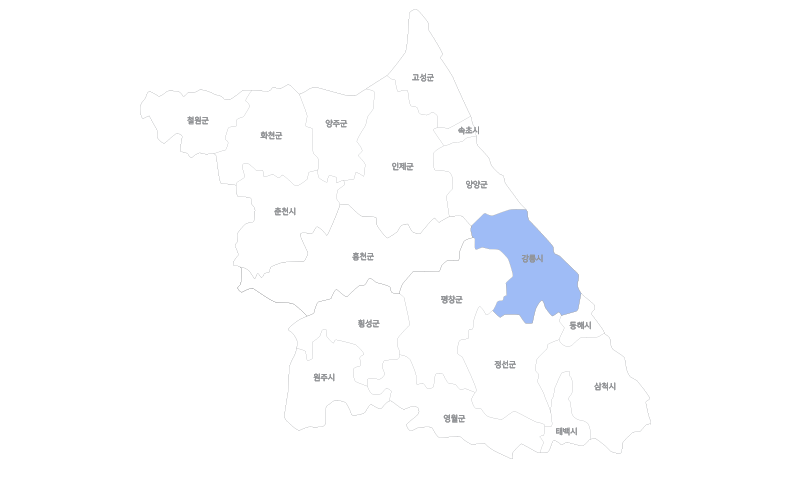 고성군
철원군
양주군
속초시
화천군
인제군
양양군
춘천시
홍천군
강릉시
평창군
횡성군
동해시
정선군
원주시
삼척시
영월군
태백시